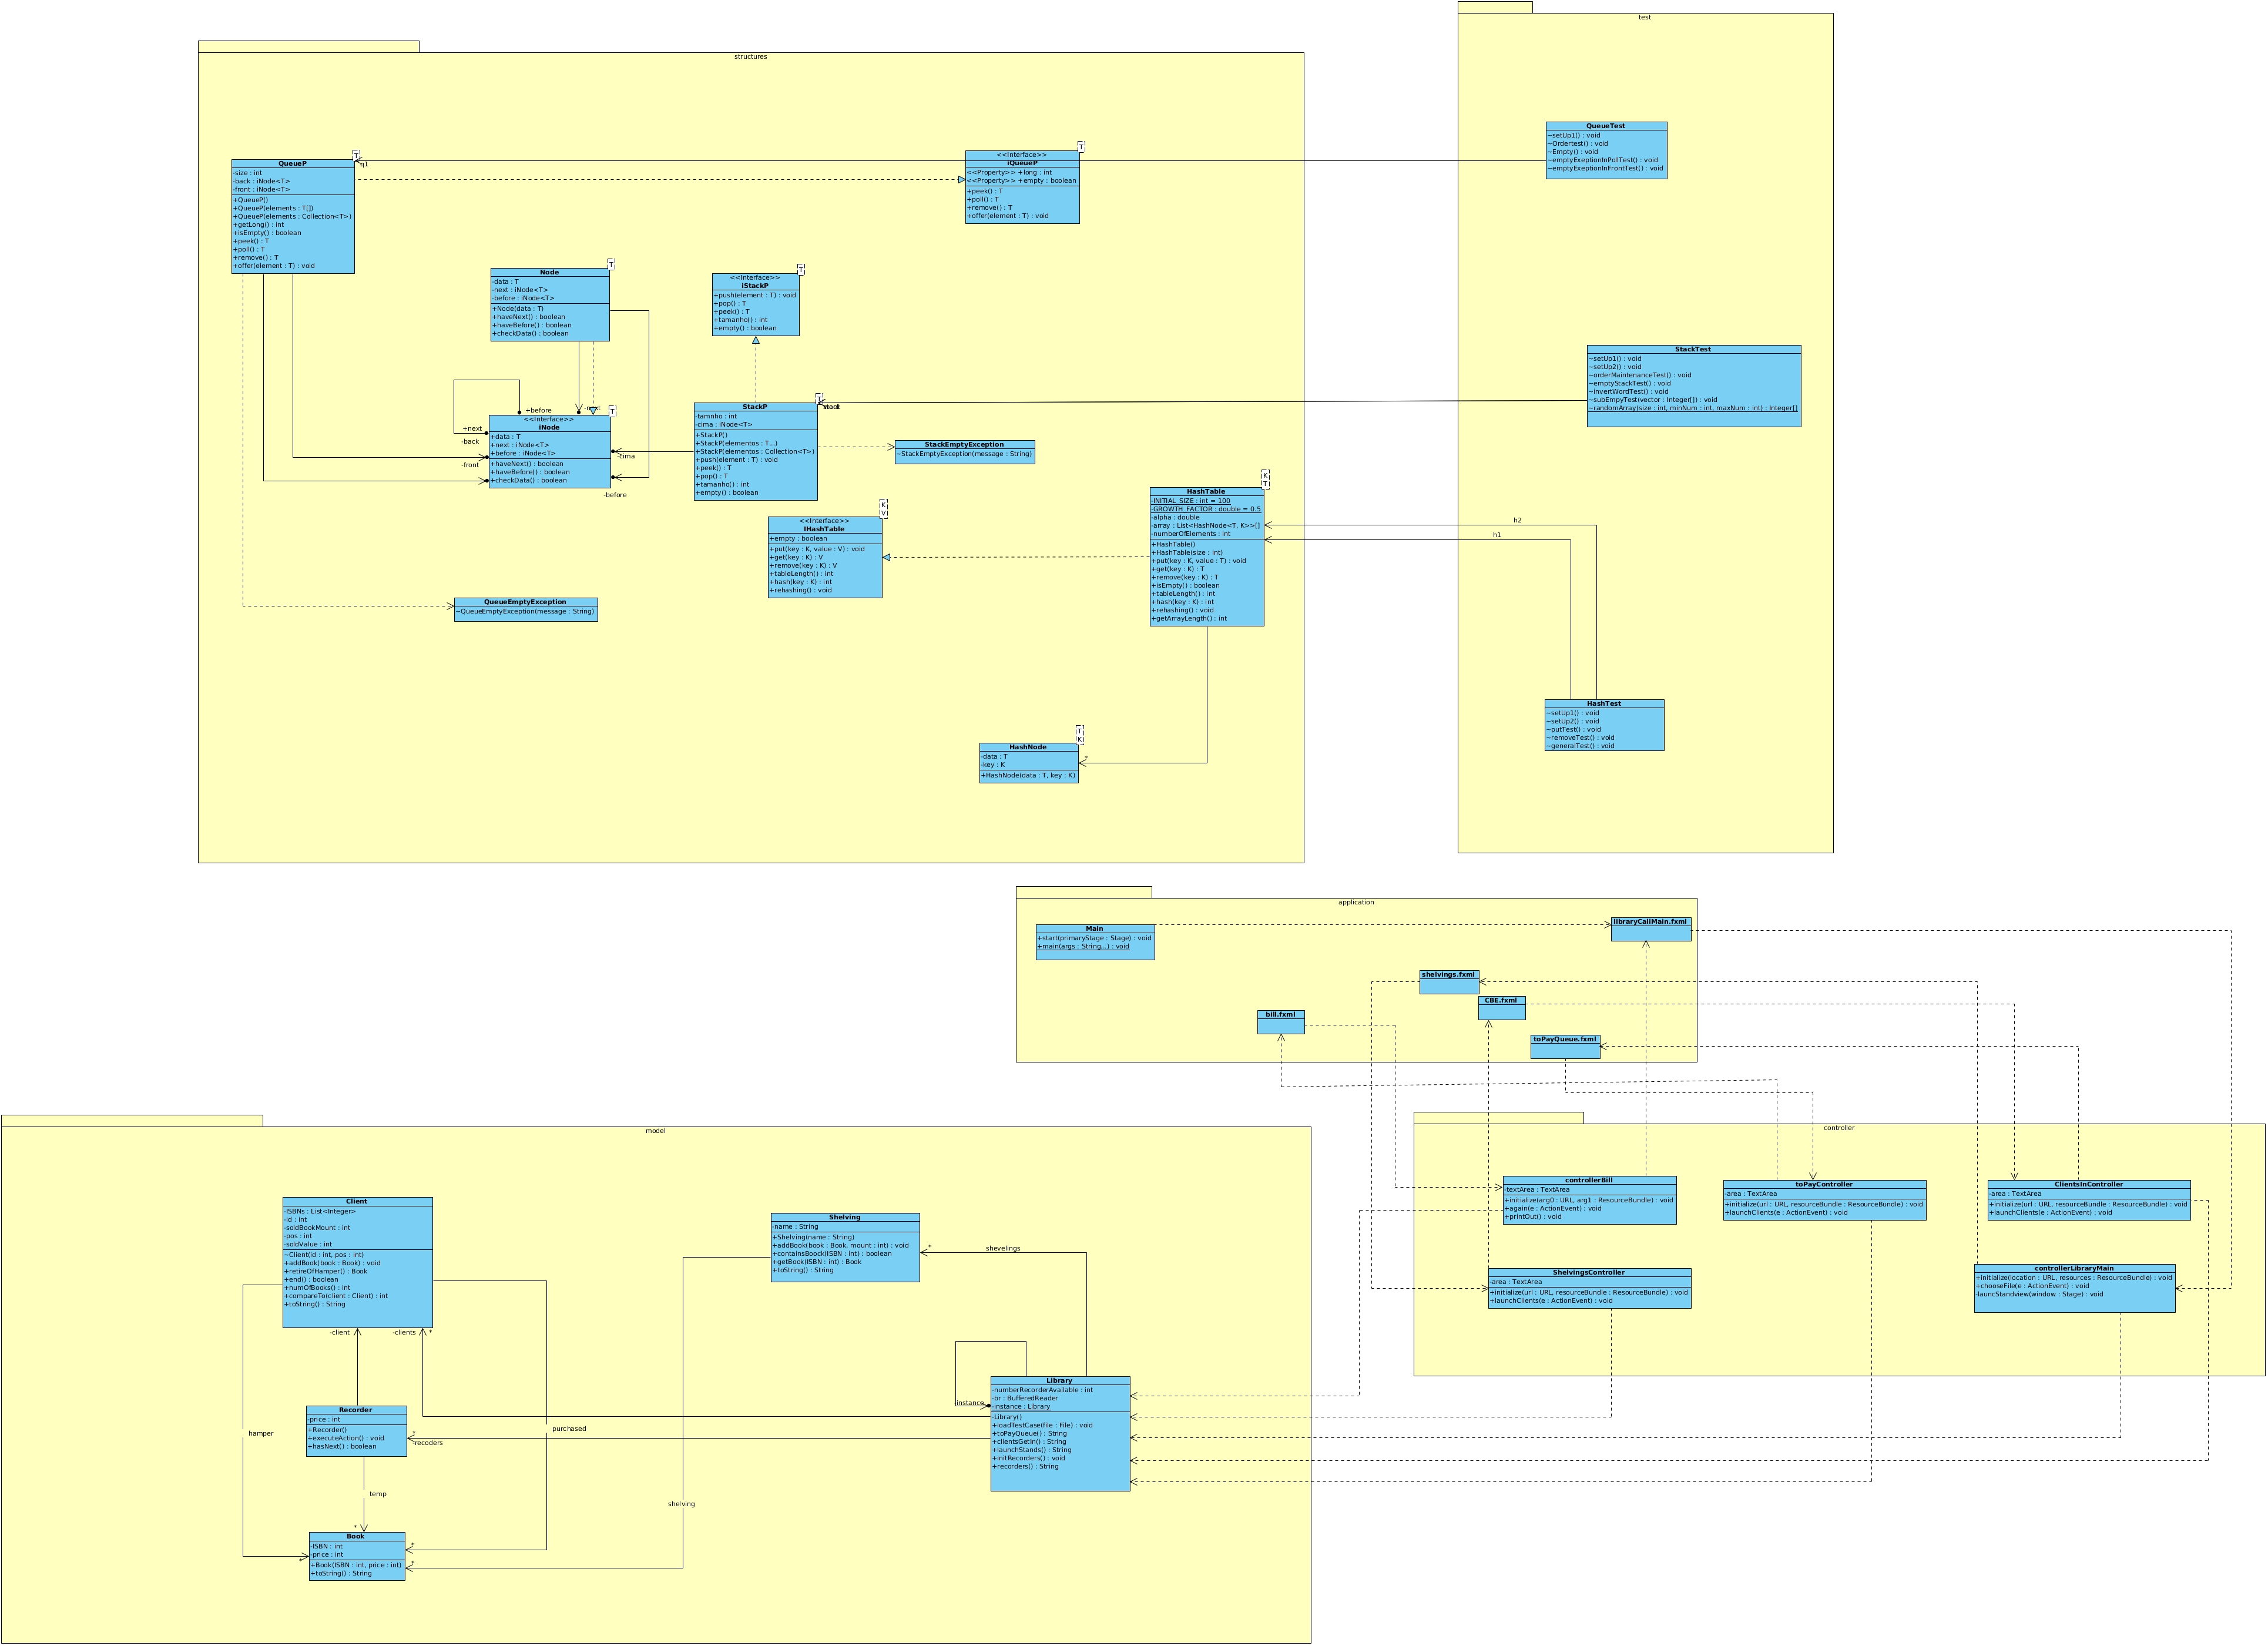 structures
QueueP
T
-size : int
-back : iNode<T>
-front : iNode<T>
+QueueP()
+QueueP(elements : T[])
+QueueP(elements : Collection<T>)
+getLong() : int
+isEmpty() : boolean
+peek() : T
+poll() : T
+remove() : T
+offer(element : T) : void
q1
<<Interface>>
iQueueP
T
<<Property>> +long : int
<<Property>> +empty : boolean
+peek() : T
+poll() : T
+remove() : T
+offer(element : T) : void
Node
T
-data : T
-next : iNode<T>
-before : iNode<T>
+Node(data : T)
+haveNext() : boolean
+haveBefore() : boolean
+checkData() : boolean
<<Interface>>
iStackP
T
+push(element : T) : void
+pop() : T
+peek() : T
+tamanho() : int
+empty() : boolean
+before
-next
+next
-back
-front
-cima
-before
<<Interface>>
iNode
T
+data : T
+next : iNode<T>
+before : iNode<T>
+haveNext() : boolean
+haveBefore() : boolean
+checkData() : boolean
StackP
T
-tamnho : int
-cima : iNode<T>
+StackP()
+StackP(elementos : T...)
+StackP(elementos : Collection<T>)
+push(element : T) : void
+peek() : T
+pop() : T
+tamanho() : int
+empty() : boolean
StackEmptyException
~StackEmptyException(message : String)
<<Interface>>
IHashTable
K
V
+empty : boolean
+put(key : K, value : V) : void
+get(key : K) : V
+remove(key : K) : V
+tableLength() : int
+hash(key : K) : int
+rehashing() : void
HashTable
K
T
-INITIAL_SIZE : int = 100
-GROWTH_FACTOR : double = 0.5
-alpha : double
-array : List<HashNode<T, K>>[]
-numberOfElements : int
+HashTable()
+HashTable(size : int)
+put(key : K, value : T) : void
+get(key : K) : T
+remove(key : K) : T
+isEmpty() : boolean
+tableLength() : int
+hash(key : K) : int
+rehashing() : void
+getArrayLength() : int
h2
h1
QueueEmptyException
~QueueEmptyException(message : String)
HashNode
T
K
-data : T
-key : K
+HashNode(data : T, key : K)
*
test
QueueTest
~setUp1() : void
~Ordertest() : void
~Empty() : void
~emptyExeptionInPollTest() : void
~emptyExeptionInFrontTest() : void
StackTest
~setUp1() : void
~setUp2() : void
~orderMaintenanceTest() : void
~emptyStackTest() : void
~invertWordTest() : void
~subEmpyTest(vector : Integer[]) : void
~randomArray(size : int, minNum : int, maxNum : int) : Integer[]
HashTest
~setUp1() : void
~setUp2() : void
~putTest() : void
~removeTest() : void
~generalTest() : void
application
Main
+start(primaryStage : Stage) : void
+main(args : String...) : void
libraryCaliMain.fxml
shelvings.fxml
CBE.fxml
bill.fxml
toPayQueue.fxml
model
Client
-ISBNs : List<Integer>
-id : int
-soldBookMount : int
-pos : int
-soldValue : int
~Client(id : int, pos : int)
+addBook(book : Book) : void
+retireOfHamper() : Book
+end() : boolean
+numOfBooks() : int
+compareTo(client : Client) : int
+toString() : String
-client
-clients
*
Shelving
-name : String
+Shelving(name : String)
+addBook(book : Book, mount : int) : void
+containsBoock(ISBN : int) : boolean
+getBook(ISBN : int) : Book
+toString() : String
*
shevelings
Library
-numberRecorderAvailable : int
-br : BufferedReader
-instance : Library
-Library()
+loadTestCase(file : File) : void
+toPayQueue() : String
+clientsGetIn() : String
+launchStands() : String
+initRecorders() : void
+recorders() : String
-instance
Recorder
-price : int
+Recorder()
+executeAction() : void
+hasNext() : boolean
*
-recoders
hamper
purchased
temp
shelving
*
Book
-ISBN : int
-price : int
+Book(ISBN : int, price : int)
+toString() : String
*
*
*
controller
controllerBill
-textArea : TextArea
+initialize(arg0 : URL, arg1 : ResourceBundle) : void
+again(e : ActionEvent) : void
+printOut() : void
toPayController
-area : TextArea
+initialize(url : URL, resourceBundle : ResourceBundle) : void
+launchClients(e : ActionEvent) : void
ClientsInController
-area : TextArea
+initialize(url : URL, resourceBundle : ResourceBundle) : void
+launchClients(e : ActionEvent) : void
ShelvingsController
-area : TextArea
+initialize(url : URL, resourceBundle : ResourceBundle) : void
+launchClients(e : ActionEvent) : void
controllerLibraryMain
+initialize(location : URL, resources : ResourceBundle) : void
+chooseFile(e : ActionEvent) : void
-launcStandview(window : Stage) : void